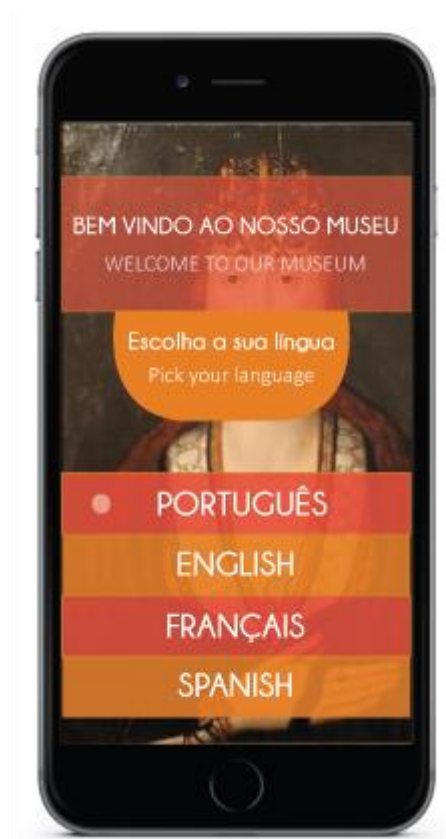 BEM VINDO AO NOSSO MUSEU
WELCOME TO OUR MUSEUM
Escolha a sua língua
Pick your language
PORTUGUÊS
ENGLISH
FRANÇAIS
SPANISH